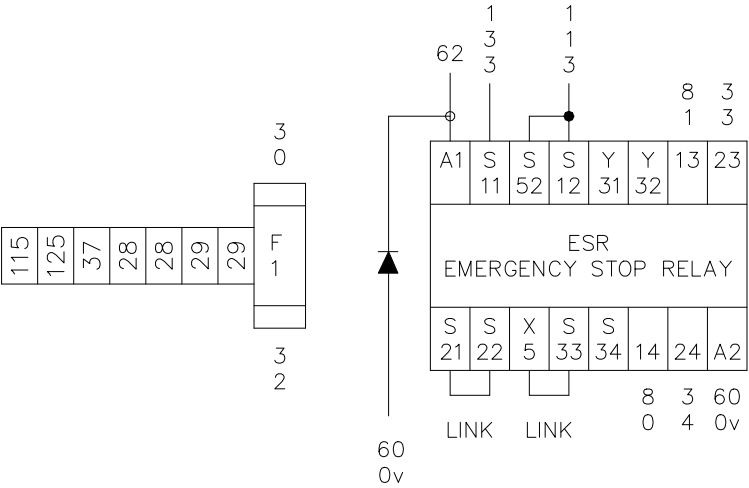 62
1
3
3
1
1
3
8
1
3
3
3
0
A1
S
11
S
52
S
12
Y
31
Y
32
13
23
115
125
37
28
28
29
29
F
1
ESR
EMERGENCY STOP RELAY
S
21
S
22
X
5
S
33
S
34
14
24
A2
3
2
LINK
LINK
8
0
3
4
60
0v
60
0v